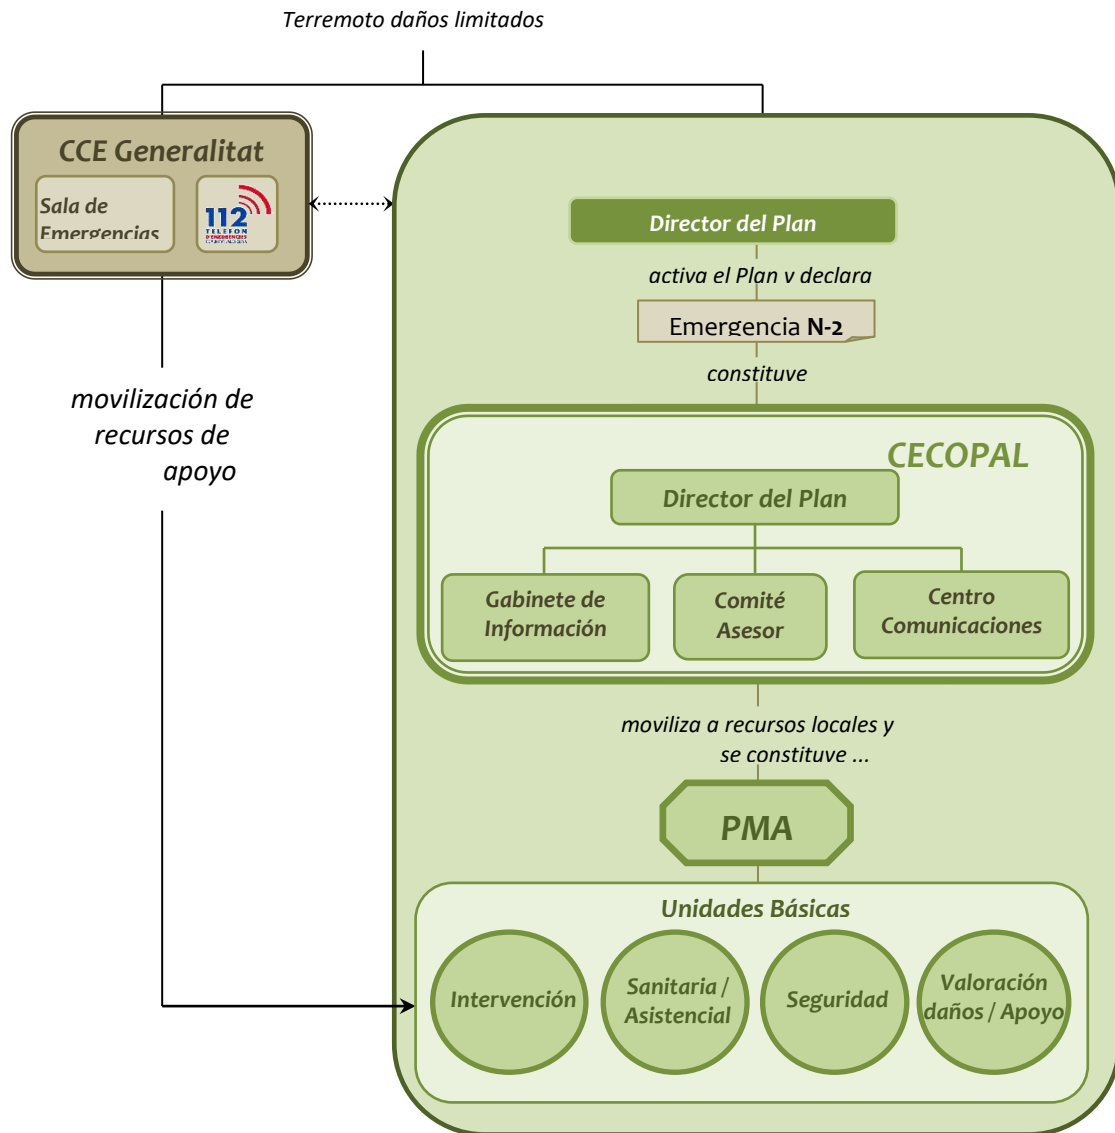 Terremoto daños limitados
CCE Generalitat
Sala de
Emergencias
112
TELÈFON
D'EMERGÈNCIES
movilización de
recursos de
apoyo
Director del Plan
activa el Plan y declara
Emergencia N-2
constituye
CECOPAL
Director del Plan
Gabinete de
Información
Comité
Asesor
Centro
Comunicaciones
moviliza a recursos locales y
se constituye ...
PMA
Unidades Básicas
Intervención
Sanitaria /
Asistencial
Seguridad
Valoración
daños / Apoyo